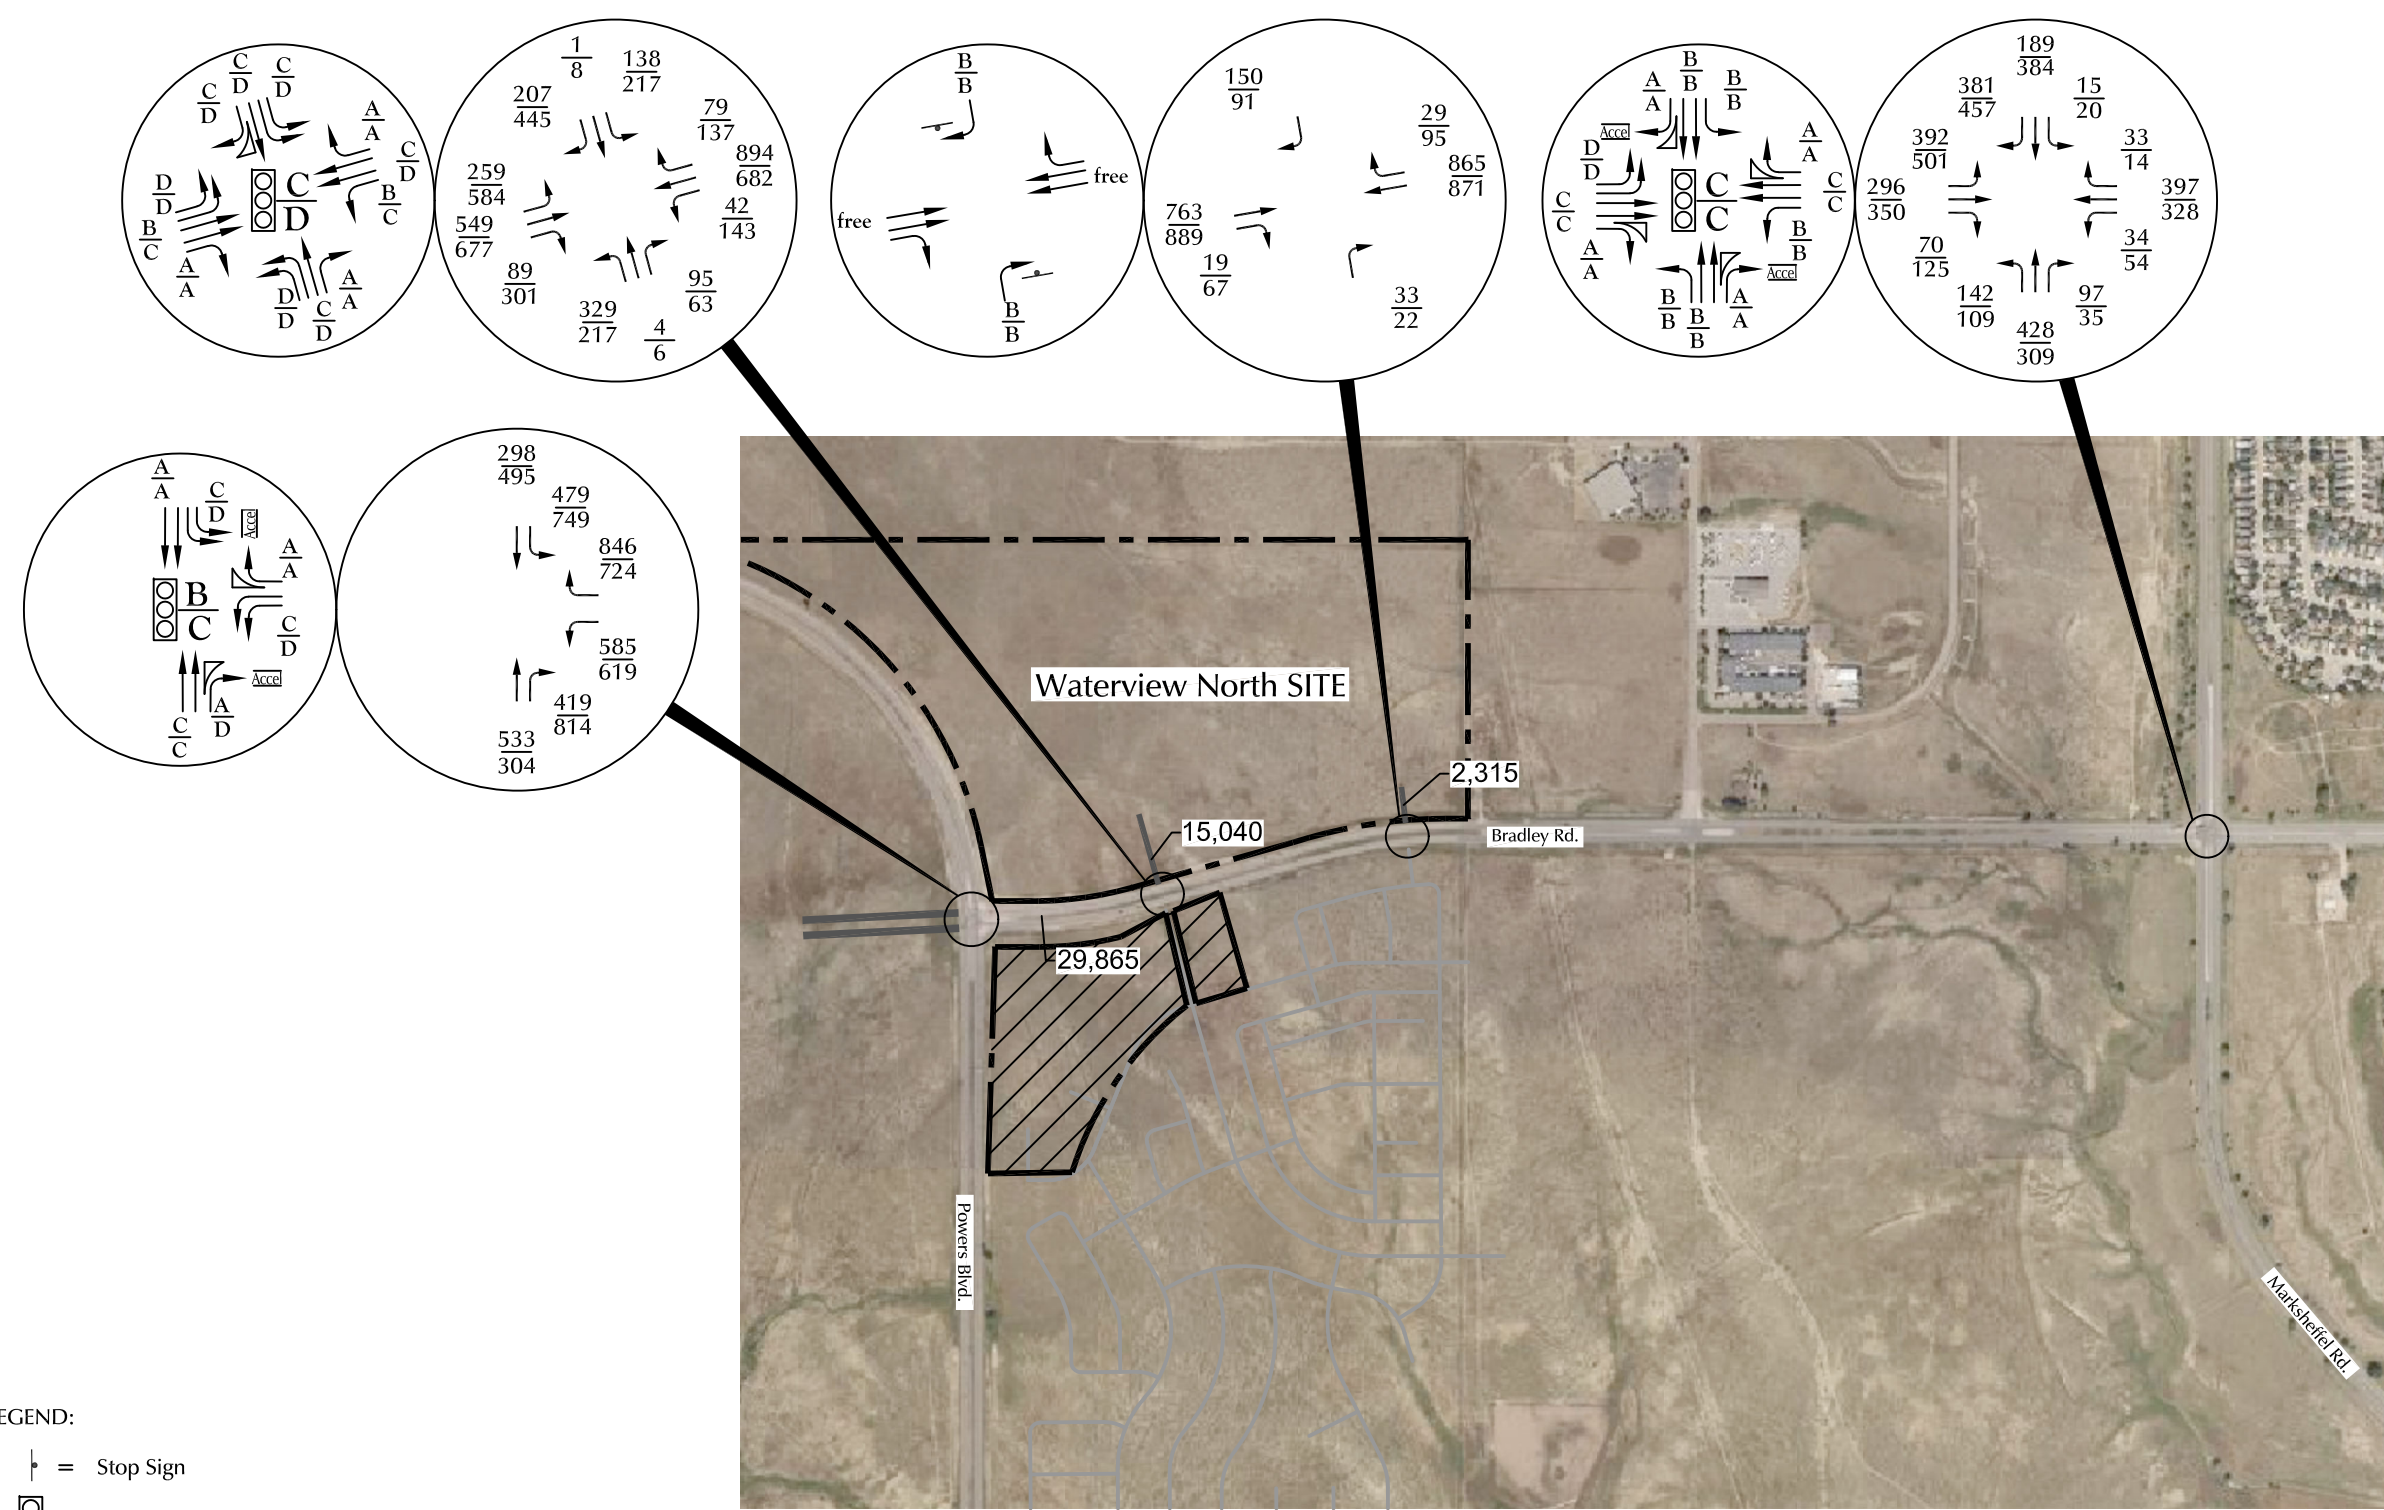 C/D C/D C/D
A/A
C/D
B/C
D/D
B/C
A/A
C/D
D/D C/D A/A
1/8 138/217
207/445
79/137
894/682
42/143
259/584
549/677
89/301
329/217
4/6
95/63
B/B
free
free
B/B
150/91
29/95
865/871
763/889
19/67
33/22
A/A B/B B/B
Accel
A/A
D/D
C/C
C/C
C/C
A/A
B/B
Accel
B/B B/B A/A
189/384
381/457
15/20
392/501
33/14
296/350
397/328
70/125
34/54
142/109
97/35
428/309
A/A
C/D
Accel
A/A
B/C
C/D
Accel
C/C
A/D
298/495
479/749
846/724
585/619
419/814
533/304
Waterview North SITE
2,315
15,040
Bradley Rd.
29,865
Powers Blvd.
Marksheffel Rd.
EGEND:
= Stop Sign